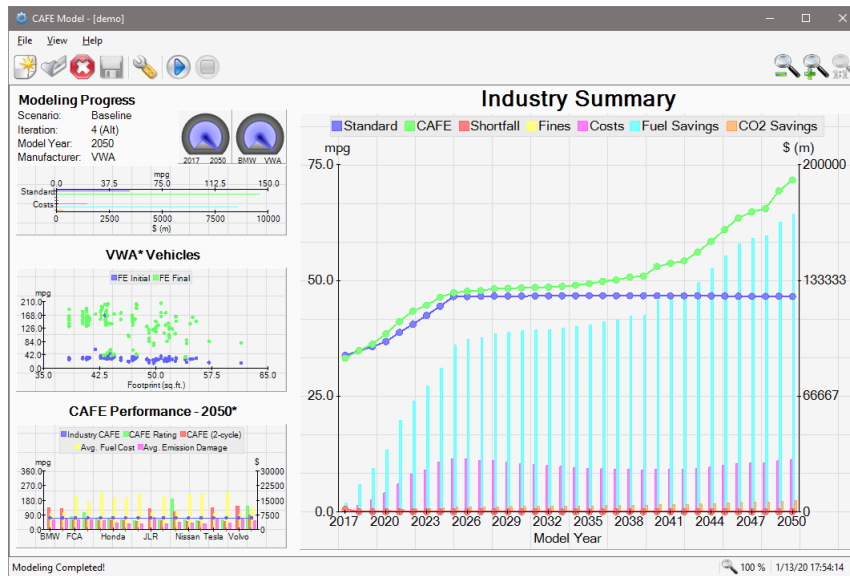 CAFE Model - [demo]
File View Help
Modeling Progress
Scenario: Baseline
Iteration: 4 (Alt)
Model Year: 2050
Manufacturer: VWA
2017 2050 BMW VWA
mpg
0.0 37.5 75.0 112.5 150.0
Standard
Costs
0 2500 5000 7500 10000
$ (m)
VWA* Vehicles
FE Initial FE Final
mpg
210.0
168.0
126.0
84.0
42.0
0.0
35.0 42.5 50.0 57.5 65.0
Footprint (sq.ft.)
CAFE Performance - 2050*
Industry CAFE CAFE Rating CAFE (2-cycle)
Avg. Fuel Cost Avg. Emission Damage
mpg $
360.0 30000
270.0 22500
180.0 15000
90.0 7500
0.0 0
BMW FCA Honda JLR Nissan Tesla Volvo
Industry Summary
Standard CAFE Shortfall Fines Costs Fuel Savings CO2 Savings
mpg $ (m)
75.0 200000
50.0 133333
25.0 66667
0.0 0
2017 2020 2023 2026 2029 2032 2035 2038 2041 2044 2047 2050
Model Year
Modeling Completed! 100 % 1/13/20 17:54:14